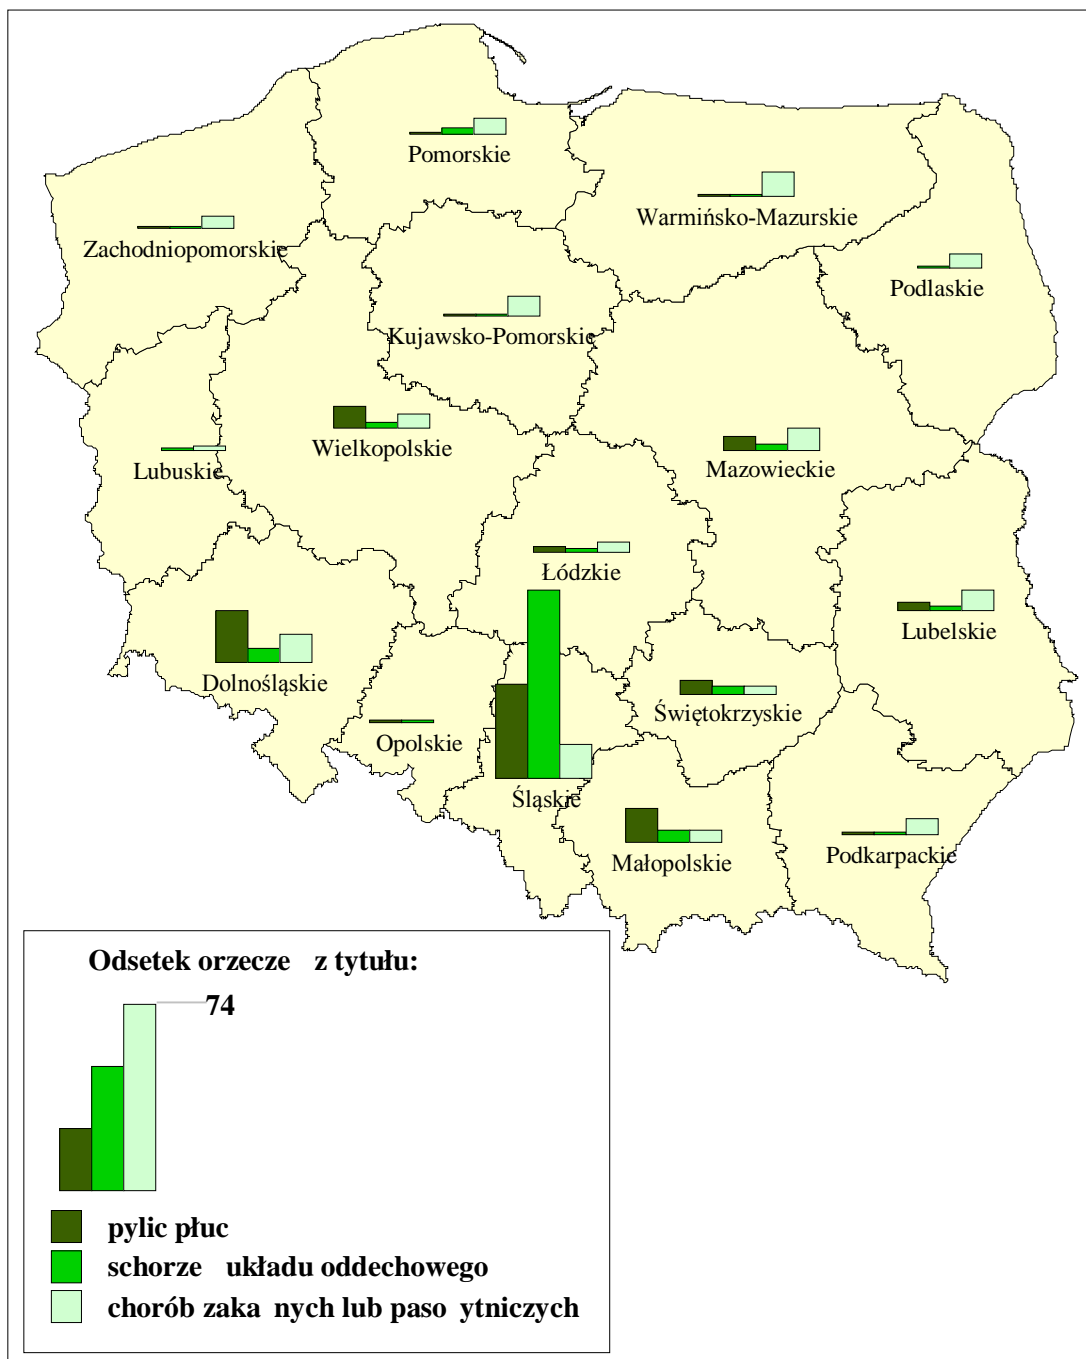 Pomorskie
Warmińsko-Mazurskie
Zachodniopomorskie
Podlaskie
Kujawsko-Pomorskie
Wielkopolskie
Mazowieckie
Lubuskie
Łódzkie
Lubelskie
Dolnośląskie
Świętokrzyskie
Opolskie
Śląskie
Małopolskie
Podkarpackie
Odsetek orzecze z tytułu:
74
pylic płuc
schorze układu oddechowego
chorób zaka nych lub paso ytniczych